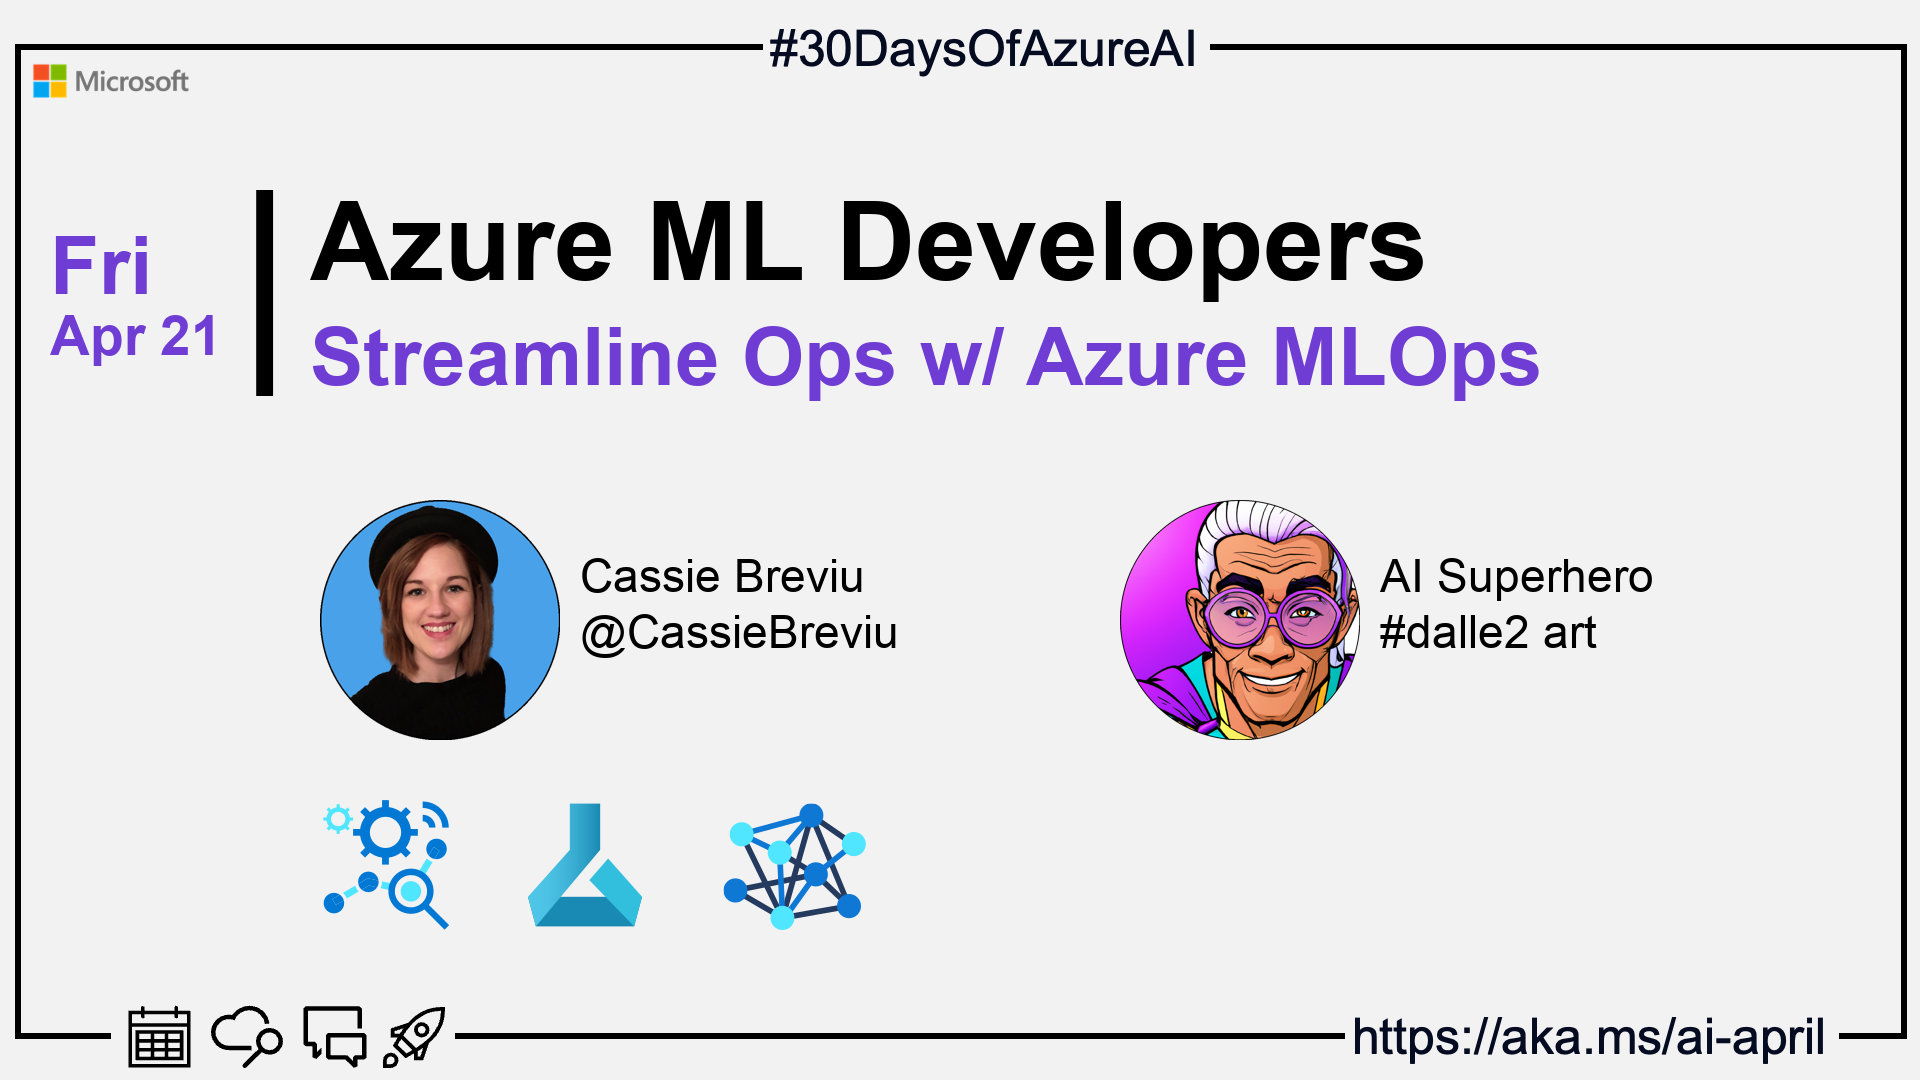 #30DaysOfAzureAI
Microsoft
Fri
Apr 21
Azure ML Developers
Streamline Ops w/ Azure MLOps
Cassie Breviu
@CassieBreviu
AI Superhero
#dalle2 art
https://aka.ms/ai-april